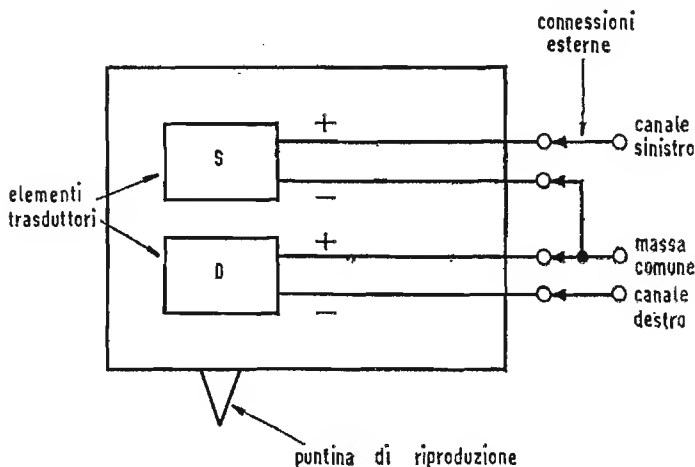 connessioni
esterne
+
S
canale
sinistro
−
elementi
trasduttori
+
D
massa
comune
canale
destro
−
puntina di riproduzione